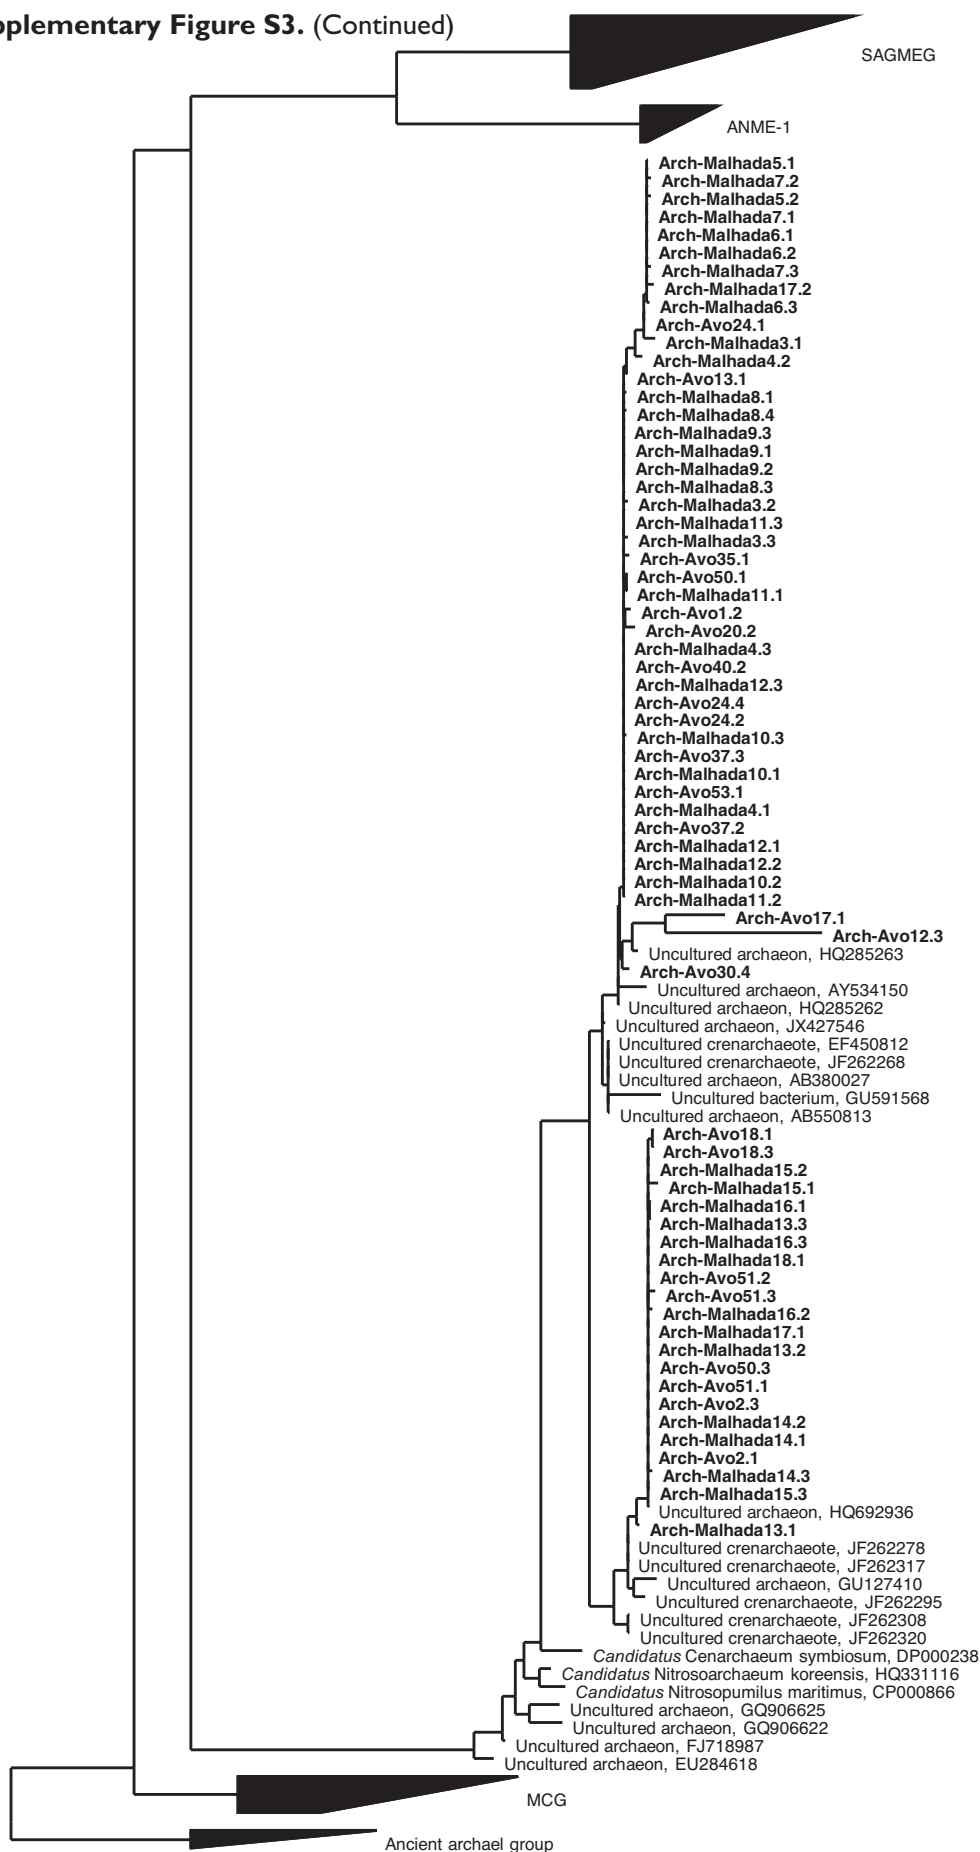 pplementary Figure S3. (Continued)
SAGMEG
ANME-1
Arch-Malhada5.1
Arch-Malhada7.2
Arch-Malhada5.2
Arch-Malhada7.1
Arch-Malhada6.1
Arch-Malhada6.2
Arch-Malhada7.3
Arch-Malhada17.2
Arch-Malhada6.3
Arch-Avo24.1
Arch-Malhada3.1
Arch-Malhada4.2
Arch-Avo13.1
Arch-Malhada8.1
Arch-Malhada8.4
Arch-Malhada9.3
Arch-Malhada9.1
Arch-Malhada9.2
Arch-Malhada8.3
Arch-Malhada3.2
Arch-Malhada11.3
Arch-Malhada3.3
Arch-Avo35.1
Arch-Avo50.1
Arch-Malhada11.1
Arch-Avo1.2
Arch-Avo20.2
Arch-Malhada4.3
Arch-Avo40.2
Arch-Malhada12.3
Arch-Avo24.4
Arch-Avo24.2
Arch-Malhada10.3
Arch-Avo37.3
Arch-Malhada10.1
Arch-Avo53.1
Arch-Malhada4.1
Arch-Avo37.2
Arch-Malhada12.1
Arch-Malhada12.2
Arch-Malhada10.2
Arch-Malhada11.2
Arch-Avo17.1
Arch-Avo12.3
Uncultured archaeon, HQ285263
Arch-Avo30.4
Uncultured archaeon, AY534150
Uncultured archaeon, HQ285262
Uncultured archaeon, JX427546
Uncultured crenarchaeote, EF450812
Uncultured crenarchaeote, JF262268
Uncultured archaeon, AB380027
Uncultured bacterium, GU591568
Uncultured archaeon, AB550813
Arch-Avo18.1
Arch-Avo18.3
Arch-Malhada15.2
Arch-Malhada15.1
Arch-Malhada16.1
Arch-Malhada13.3
Arch-Malhada16.3
Arch-Malhada18.1
Arch-Avo51.2
Arch-Avo51.3
Arch-Malhada16.2
Arch-Malhada17.1
Arch-Malhada13.2
Arch-Avo50.3
Arch-Avo51.1
Arch-Avo2.3
Arch-Malhada14.2
Arch-Malhada14.1
Arch-Avo2.1
Arch-Malhada14.3
Arch-Malhada15.3
Uncultured archaeon, HQ692936
Arch-Malhada13.1
Uncultured crenarchaeote, JF262278
Uncultured crenarchaeote, JF262317
Uncultured archaeon, GU127410
Uncultured crenarchaeote, JF262295
Uncultured crenarchaeote, JF262308
Uncultured crenarchaeote, JF262320
Candidatus Cenarchaeum symbiosum, DP000238
Candidatus Nitrosoarchaeum koreensis, HQ331116
Candidatus Nitrosopumilus maritimus, CP000866
Uncultured archaeon, GQ906625
Uncultured archaeon, GQ906622
Uncultured archaeon, FJ718987
Uncultured archaeon, EU284618
MCG
Ancient archael group